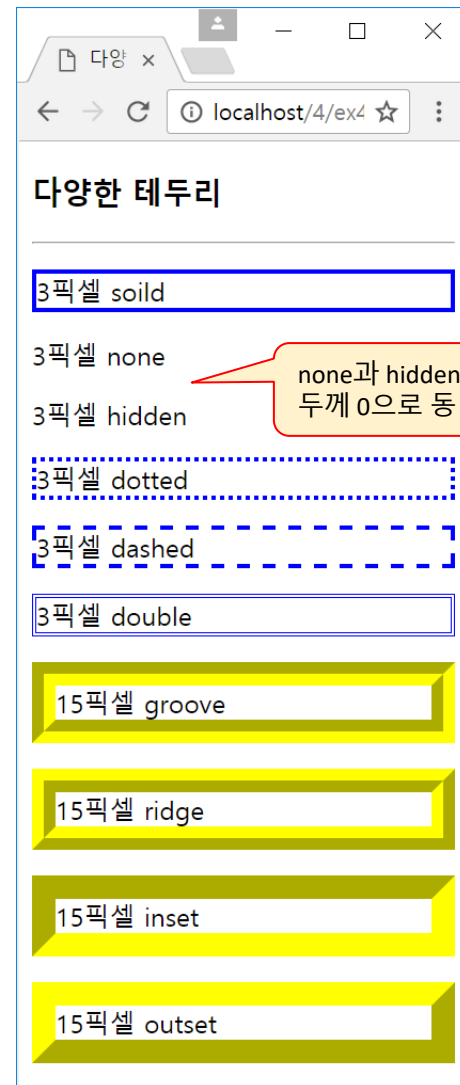 다양
localhost/4/ex4
다양한 테두리
3픽셀 soild
3픽셀 none
none과 hidden
두께 0으로 동
3픽셀 hidden
3픽셀 dotted
3픽셀 dashed
3픽셀 double
15픽셀 groove
15픽셀 ridge
15픽셀 inset
15픽셀 outset